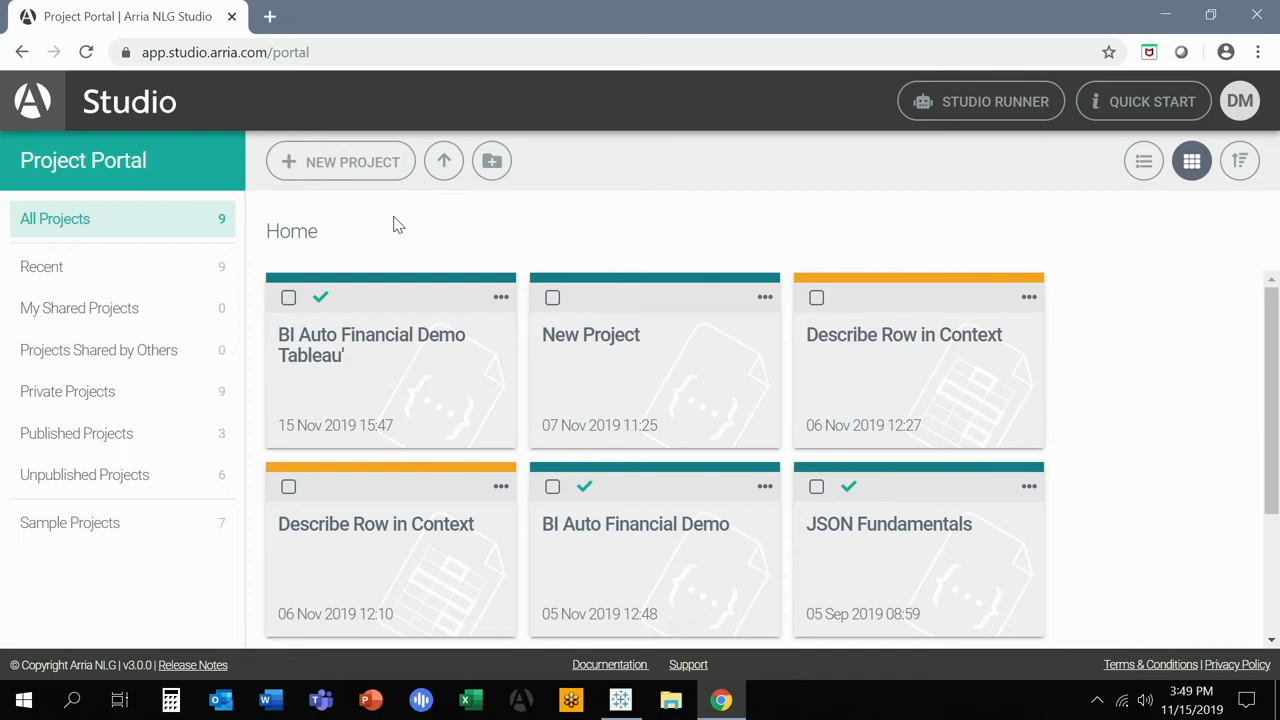 Project Portal | Arria NLG Studio
app.studio.arria.com/portal
Studio
STUDIO RUNNER
QUICK START
DM
Project Portal
NEW PROJECT
All Projects 9
Recent 9
My Shared Projects 0
Projects Shared by Others 0
Private Projects 9
Published Projects 3
Unpublished Projects 6
Sample Projects 7
Home
BI Auto Financial Demo
Tableau'
15 Nov 2019 15:47
New Project
07 Nov 2019 11:25
Describe Row in Context
06 Nov 2019 12:27
Describe Row in Context
06 Nov 2019 12:10
BI Auto Financial Demo
05 Nov 2019 12:48
JSON Fundamentals
05 Sep 2019 08:59
© Copyright Arria NLG | v3.0.0 | Release Notes
Documentation Support
Terms & Conditions | Privacy Policy
3:49 PM
11/15/2019